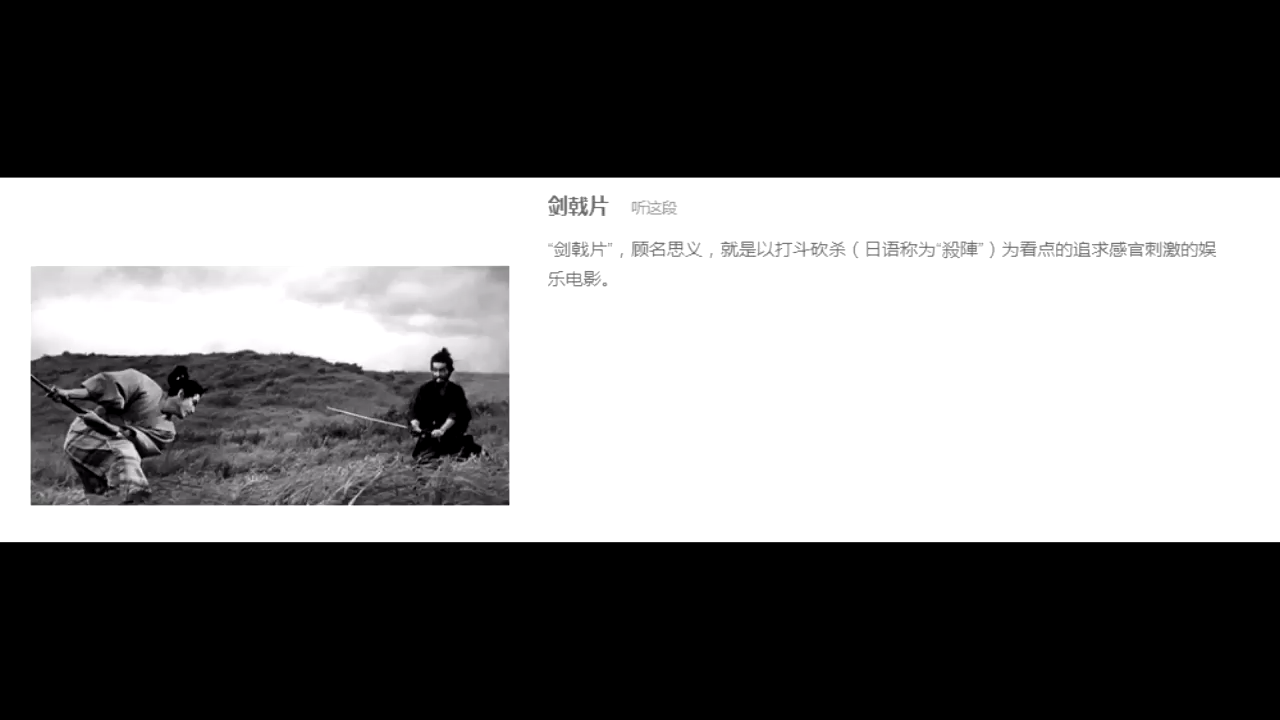 剑戟片 听这段
“剑戟片”，顾名思义，就是以打斗砍杀（日语称为“殺陣”）为看点的追求感官刺激的娱
乐电影。